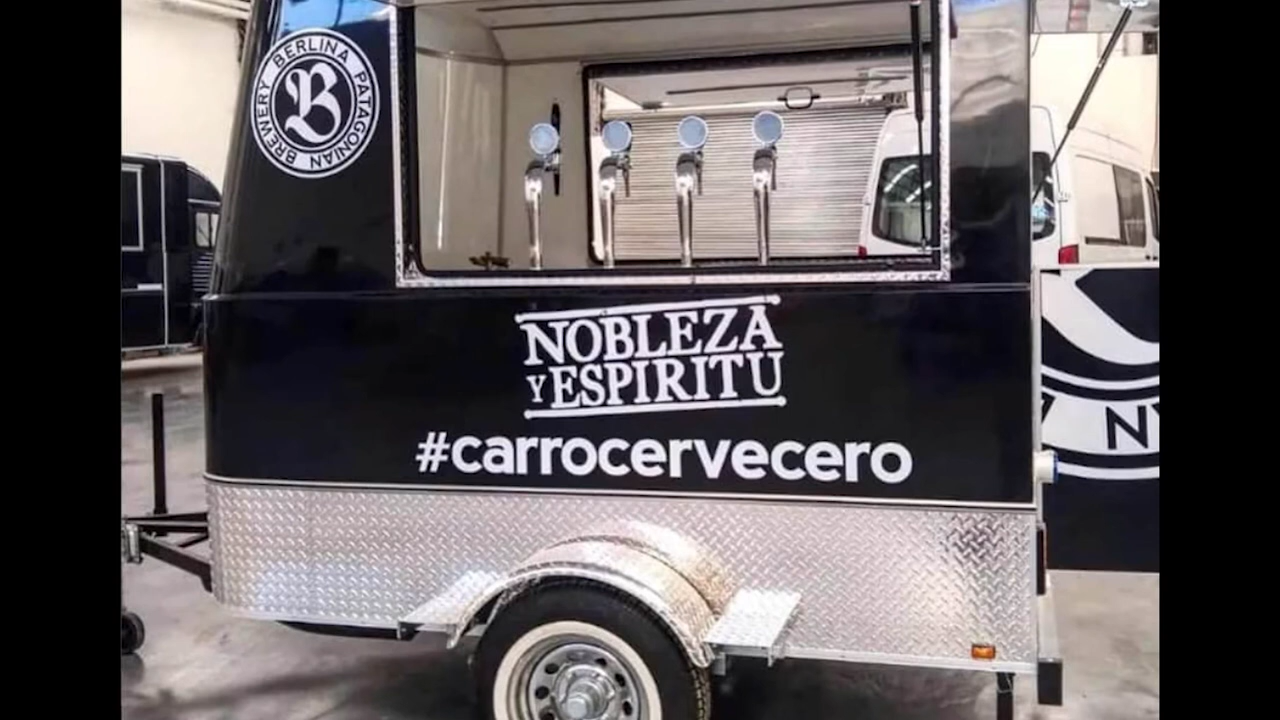 BREWERY BERLINA PATAGONIAN
B
NOBLEZA
Y ESPIRITU
#carrocervecero
N